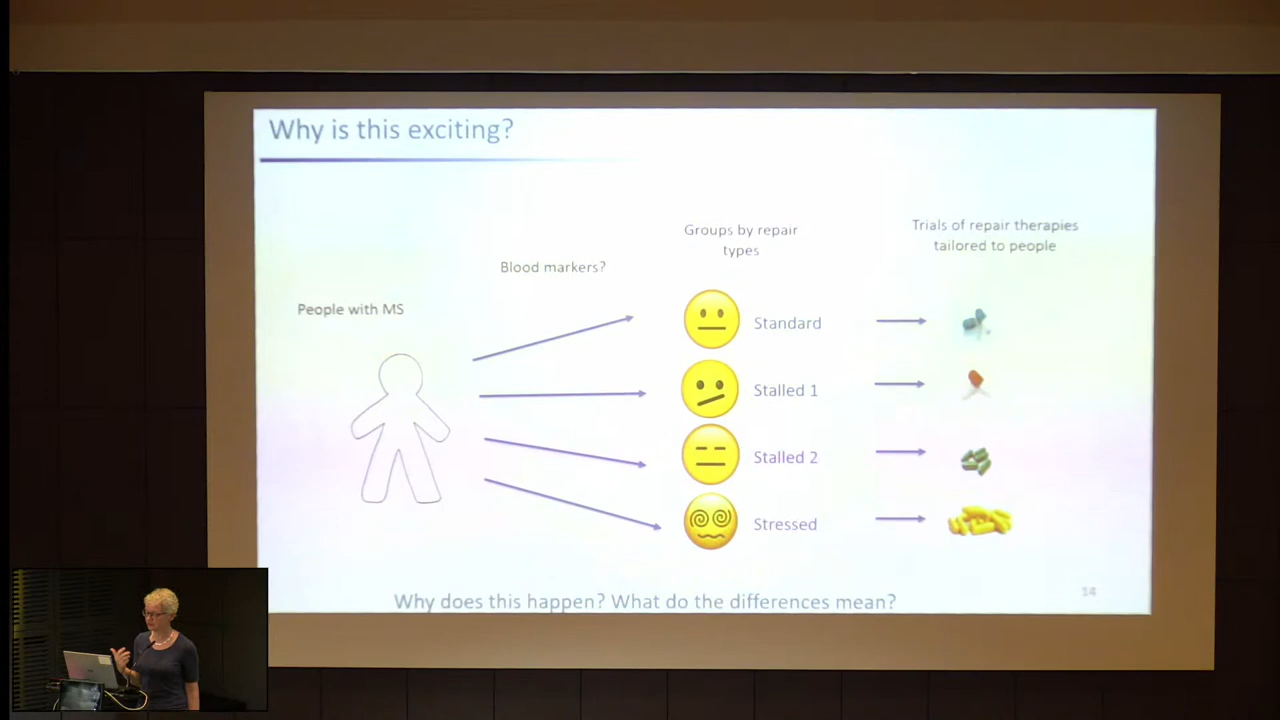 Why is this exciting?
Groups by repair
types
Trials of repair therapies
tailored to people
Blood markers?
People with MS
Standard
Stalled 1
Stalled 2
Stressed
Why does this happen? What do the differences mean?
14